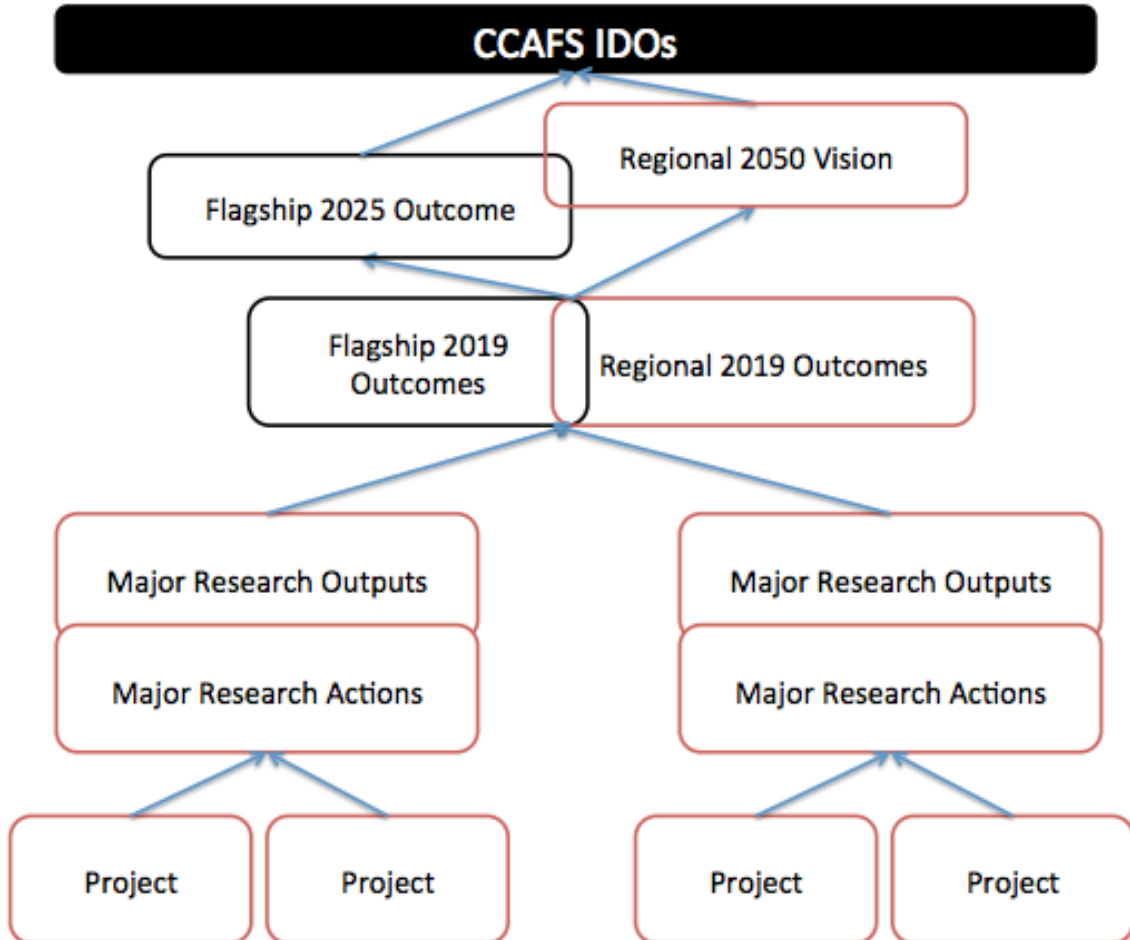 CCAFS IDOs
Regional 2050 Vision
Flagship 2025 Outcome
Flagship 2019
Outcomes
Regional 2019 Outcomes
Major Research Outputs
Major Research Outputs
Major Research Actions
Major Research Actions
Project
Project
Project
Project